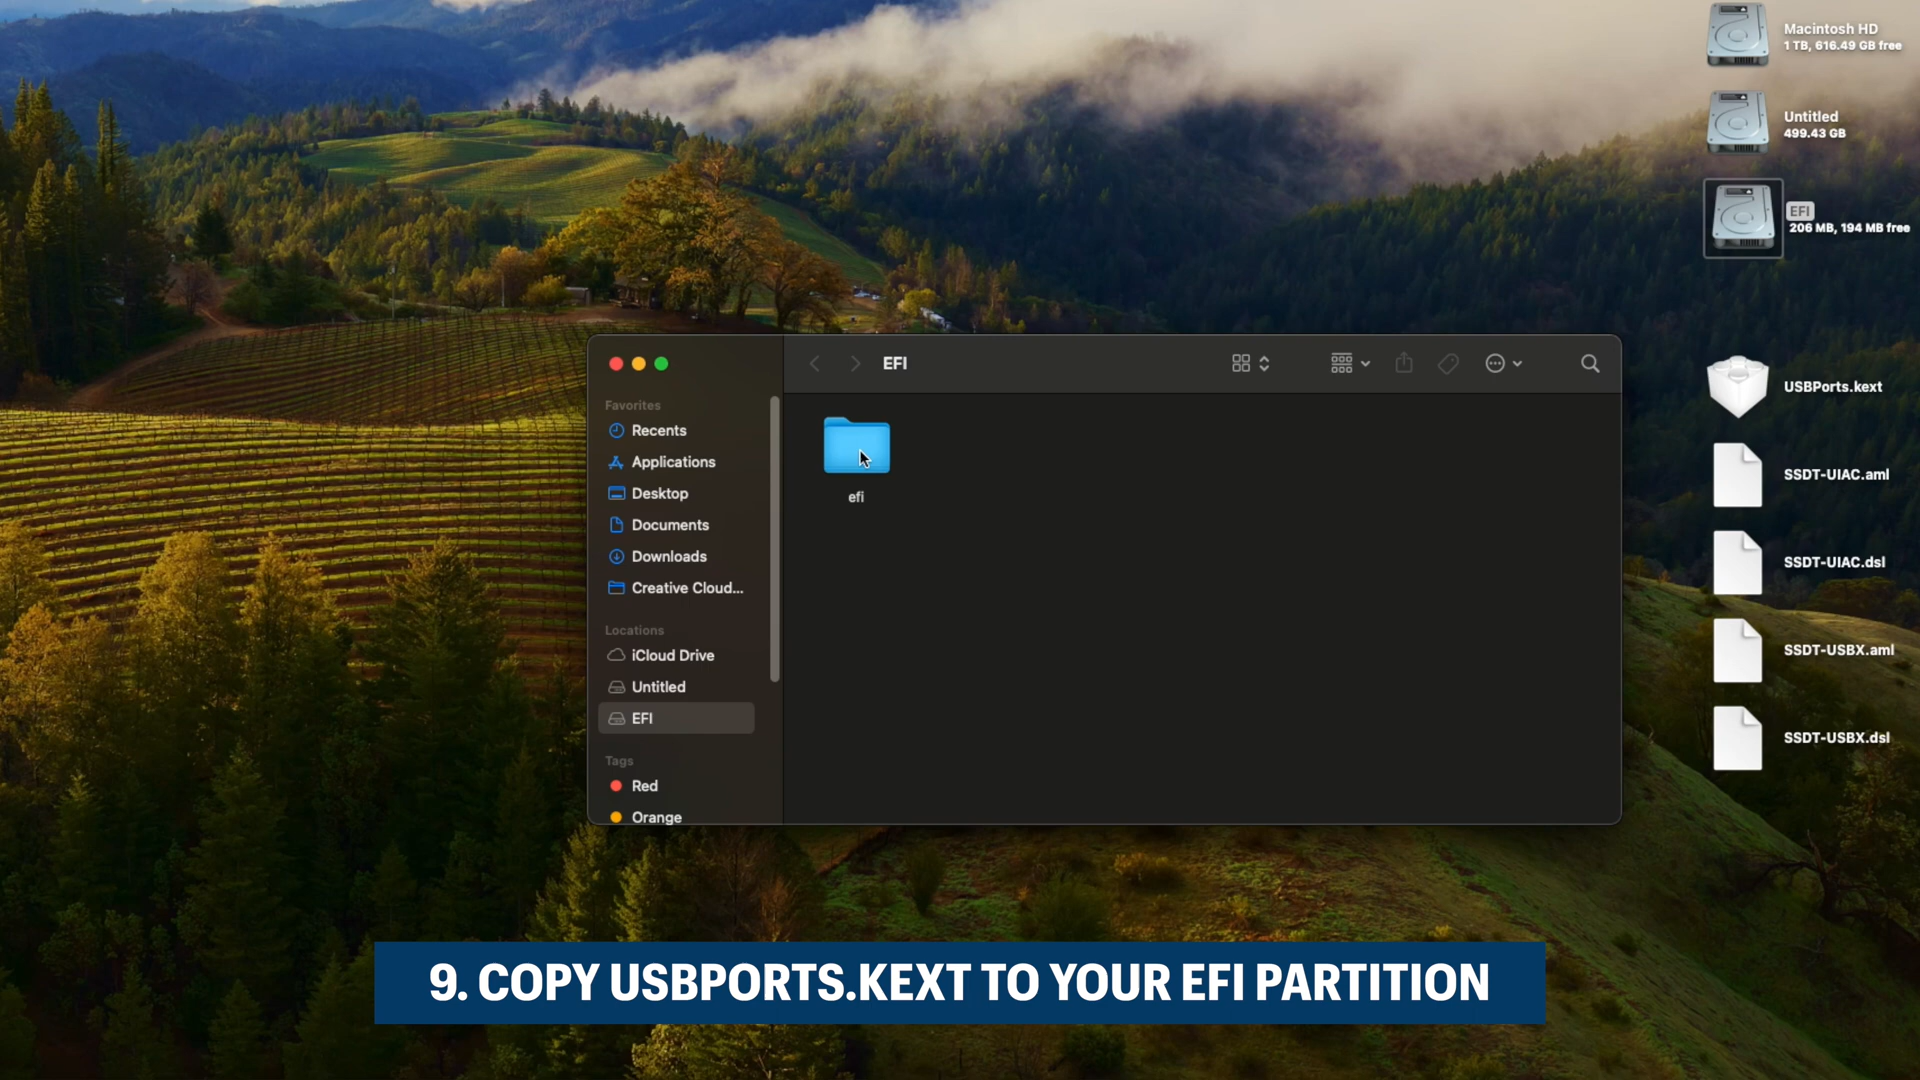 Macintosh HD
1 TB, 616.49 GB free
Untitled
499.43 GB
EFI
206 MB, 194 MB free
EFI
Favorites
Recents
Applications
Desktop
Documents
Downloads
Creative Cloud...
Locations
iCloud Drive
Untitled
EFI
Tags
Red
Orange
efi
USBPorts.kext
SSDT-UIAC.aml
SSDT-UIAC.dsl
SSDT-USBX.aml
SSDT-USBX.dsl
9. COPY USBPORTS.KEXT TO YOUR EFI PARTITION